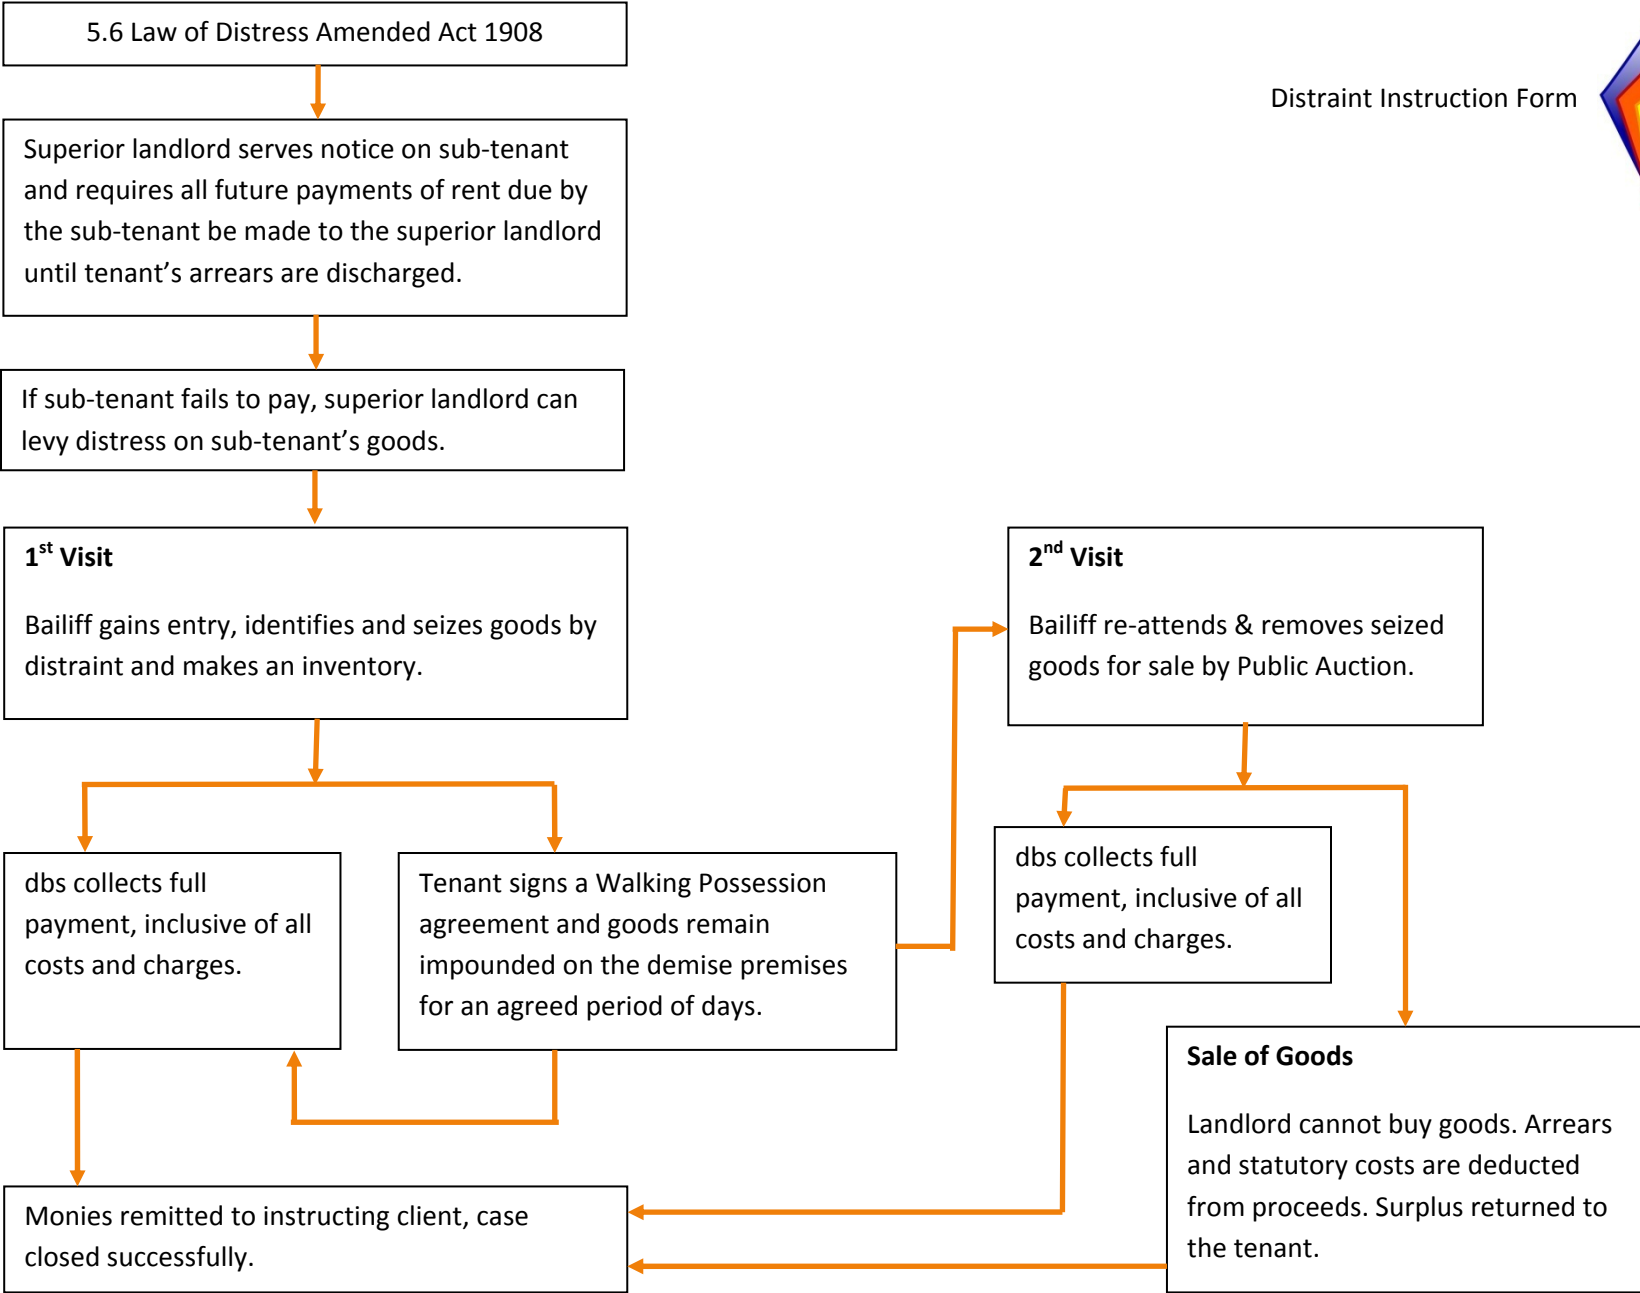 5.6 Law of Distress Amended Act 1908
Distraint Instruction Form
Superior landlord serves notice on sub-tenant
and requires all future payments of rent due by
the sub-tenant be made to the superior landlord
until tenant’s arrears are discharged.
If sub-tenant fails to pay, superior landlord can
levy distress on sub-tenant’s goods.
1st Visit
Bailiff gains entry, identifies and seizes goods by
distraint and makes an inventory.
2nd Visit
Bailiff re-attends & removes seized
goods for sale by Public Auction.
dbs collects full
payment, inclusive of all
costs and charges.
Tenant signs a Walking Possession
agreement and goods remain
impounded on the demise premises
for an agreed period of days.
dbs collects full
payment, inclusive of all
costs and charges.
Sale of Goods
Landlord cannot buy goods. Arrears
and statutory costs are deducted
from proceeds. Surplus returned to
the tenant.
Monies remitted to instructing client, case
closed successfully.